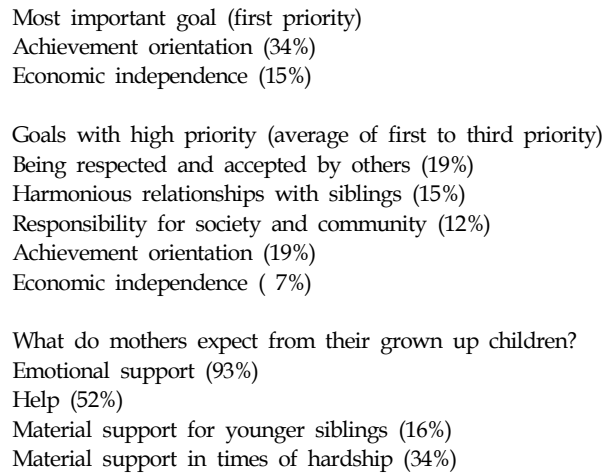 Most important goal (first priority)
Achievement orientation (34%)
Economic independence (15%)
Goals with high priority (average of first to third priority)
Being respected and accepted by others (19%)
Harmonious relationships with siblings (15%)
Responsibility for society and community (12%)
Achievement orientation (19%)
Economic independence ( 7%)
What do mothers expect from their grown up children?
Emotional support (93%)
Help (52%)
Material support for younger siblings (16%)
Material support in times of hardship (34%)